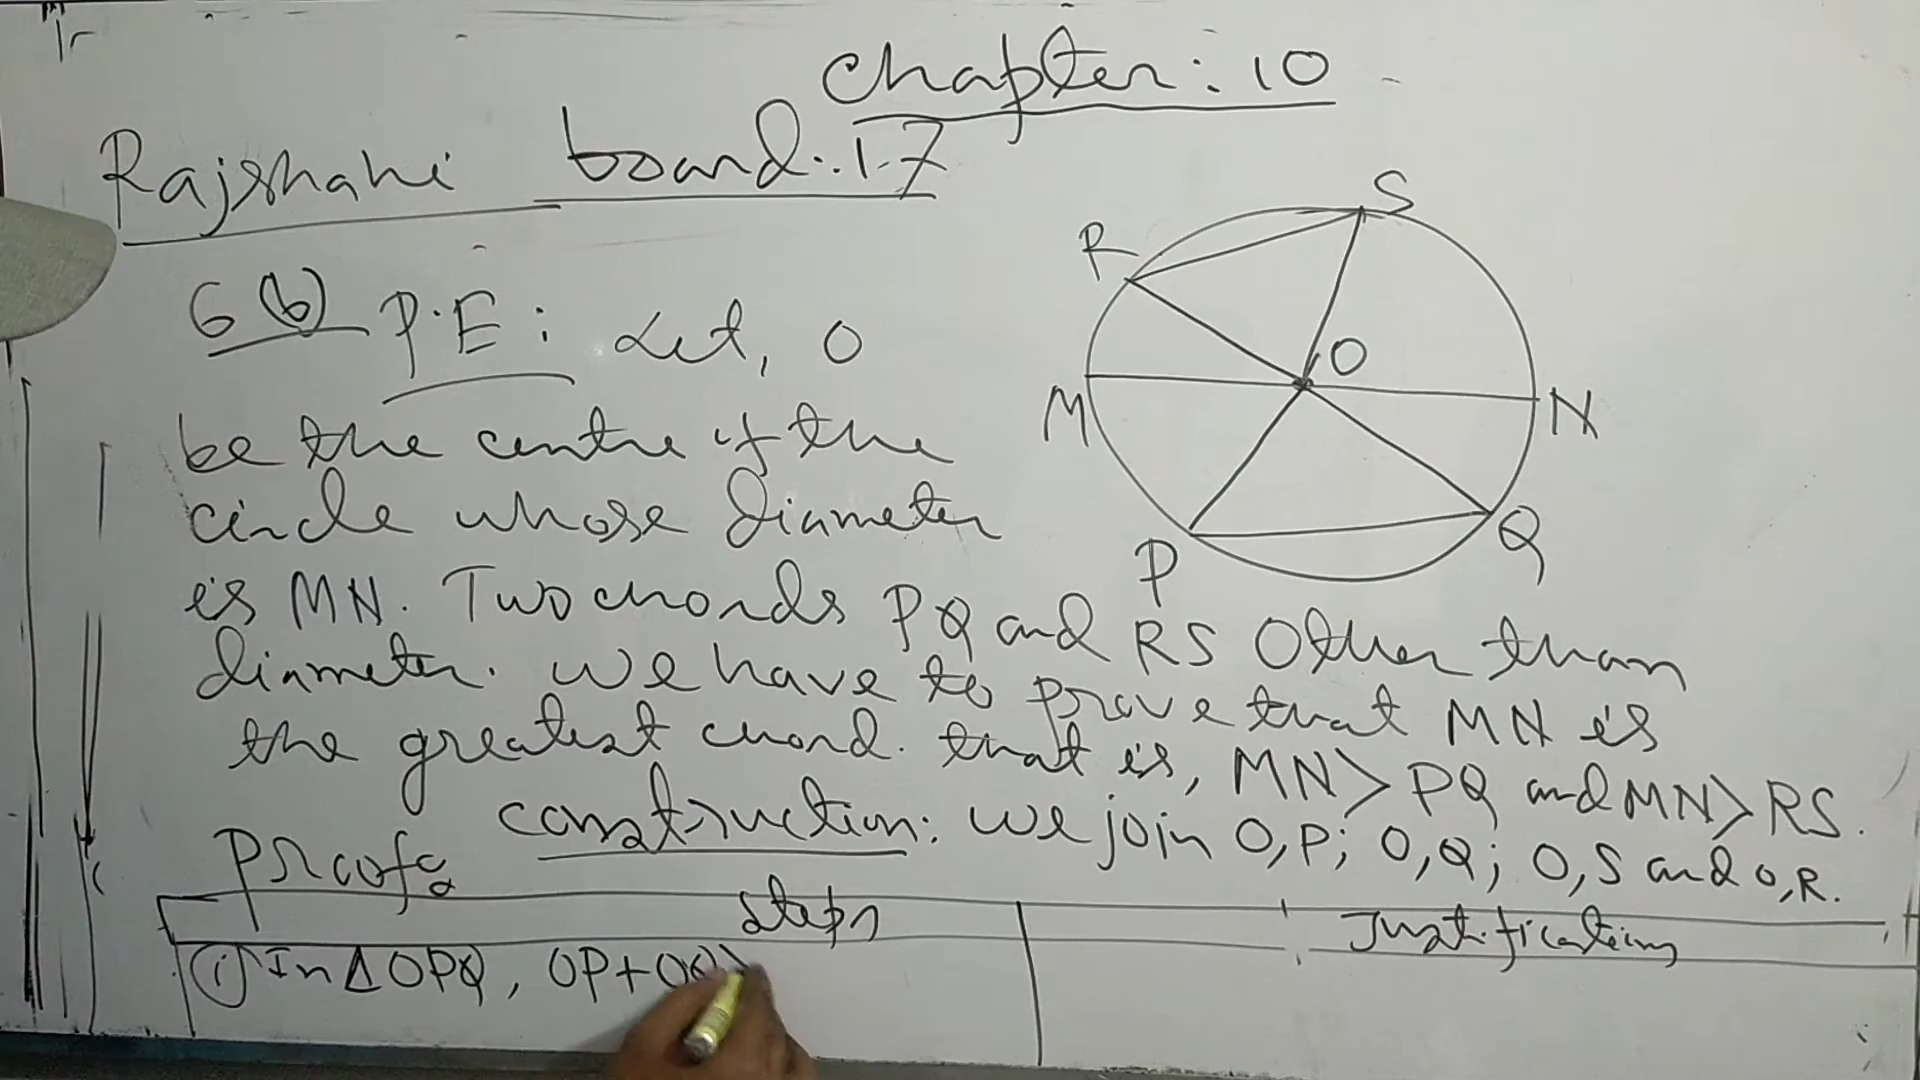 Chapter: 10
Rajshahi board: 17
6 (b) P.E: Let, O
be the centre of the
circle whose diameter
is MN. Two chords PQ and RS Other than
diameter. We have to prove that MN is
the greatest chord. that is, MN > PQ and MN > RS.
construction: We join O,P; O,Q; O,S and O,R.
Proof:
Steps
Justification
(i) In Δ OPQ, OP+OQ>
S
R
O
M
N
P
Q